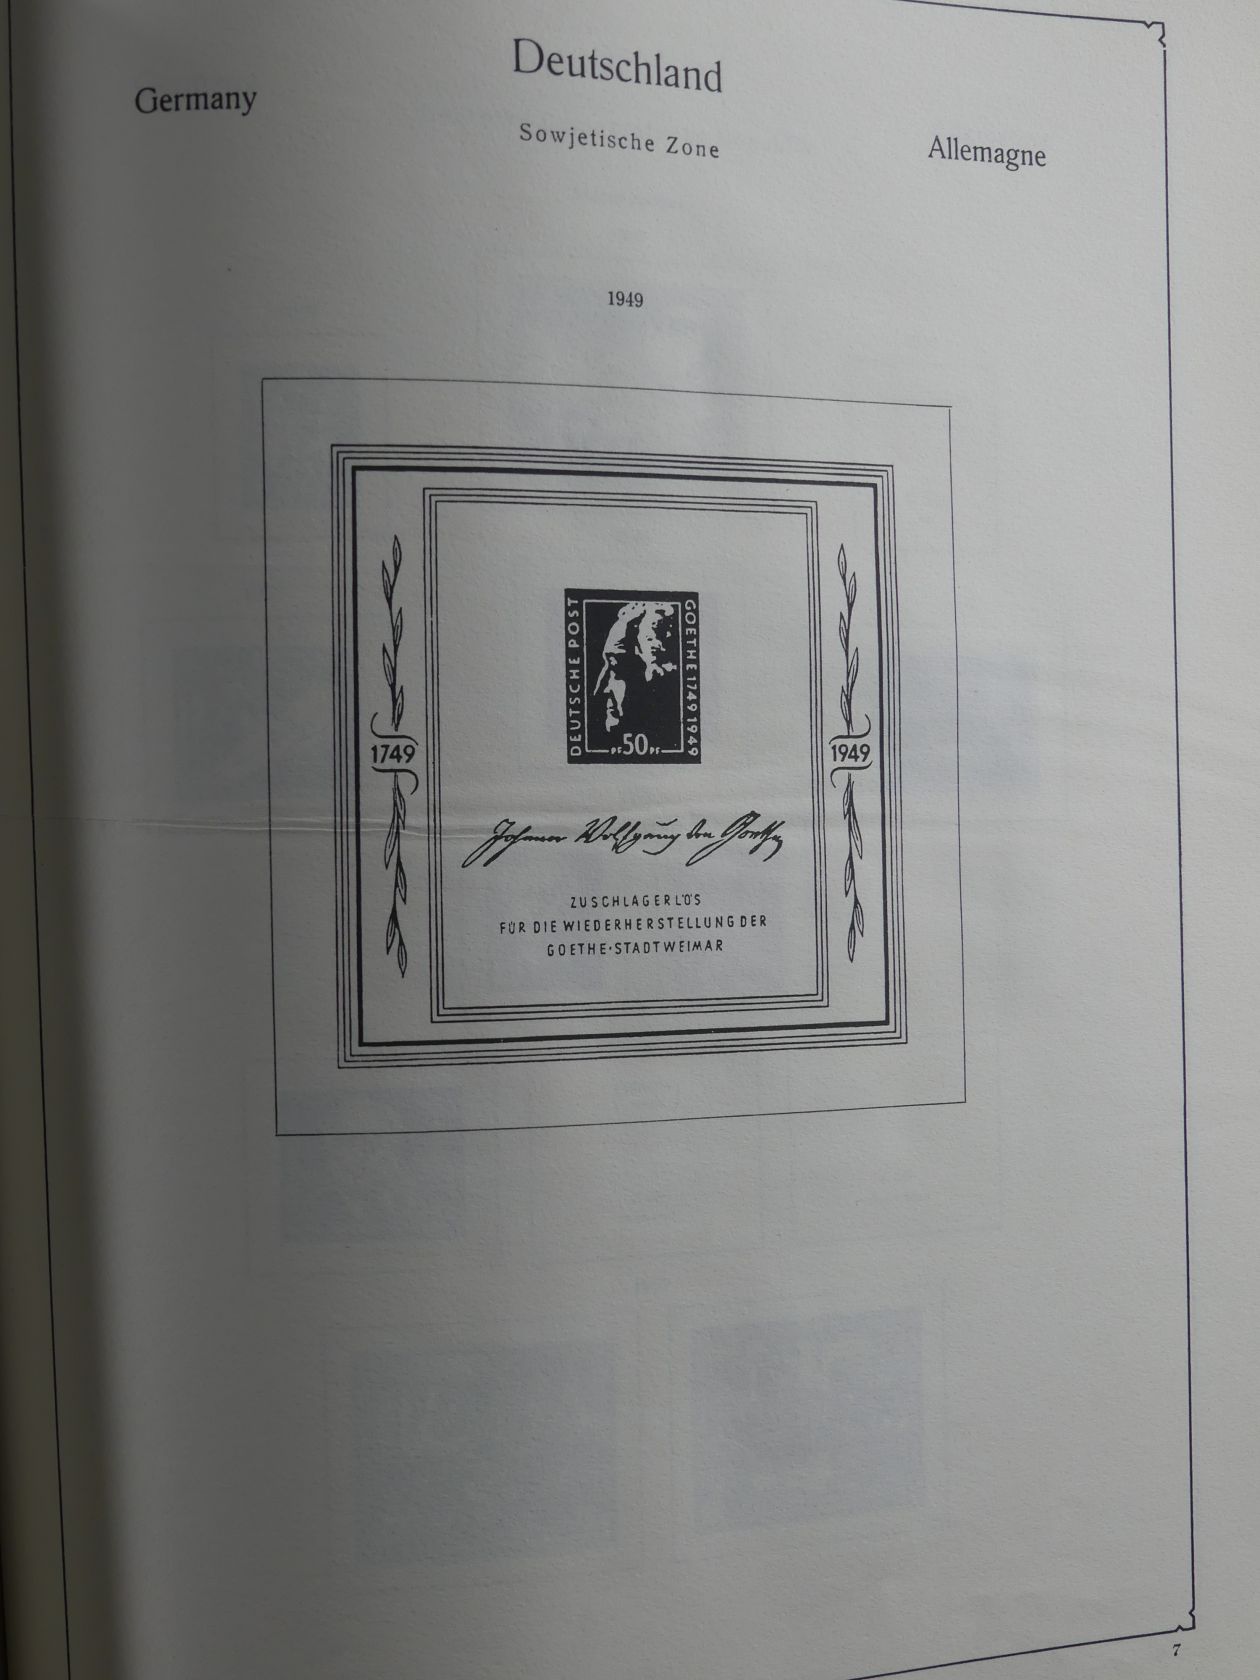 Deutschland
Germany
Sowjetische Zone
Allemagne
1949
DEUTSCHE POST
GOETHE 1749 1949
PF 50 PF
1749
1949
Johann Wolfgang von Goethe
ZUSCHLAGERLÖS
FÜR DIE WIEDERHERSTELLUNG DER
GOETHE·STADT WEIMAR
7